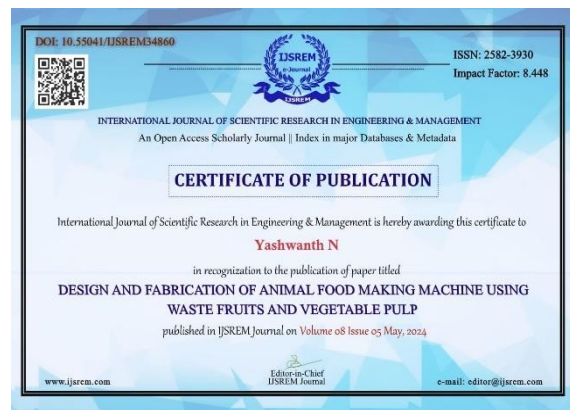 DOI: 10.55041/IJSREM34860
IJSREM
e-Journal
IJSREM
ISSN: 2582-3930
Impact Factor: 8.448
INTERNATIONAL JOURNAL OF SCIENTIFIC RESEARCH IN ENGINEERING & MANAGEMENT
An Open Access Scholarly Journal || Index in major Databases & Metadata
CERTIFICATE OF PUBLICATION
International Journal of Scientific Research in Engineering & Management is hereby awarding this certificate to
Yashwanth N
in recognization to the publication of paper titled
DESIGN AND FABRICATION OF ANIMAL FOOD MAKING MACHINE USING
WASTE FRUITS AND VEGETABLE PULP
published in IJSREM Journal on Volume 08 Issue 05 May, 2024
Editor-in-Chief
IJSREM Journal
www.ijsrem.com
e-mail: editor@ijsrem.com